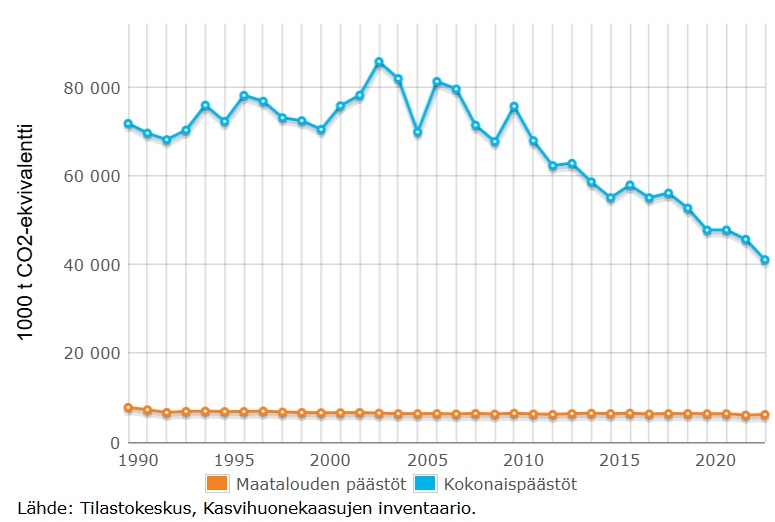 1000 t CO2-ekvivalentti
80 000
60 000
40 000
20 000
0
1990 1995 2000 2005 2010 2015 2020
Maatalouden päästöt Kokonaispäästöt
Lähde: Tilastokeskus, Kasvihuonekaasujen inventaario.